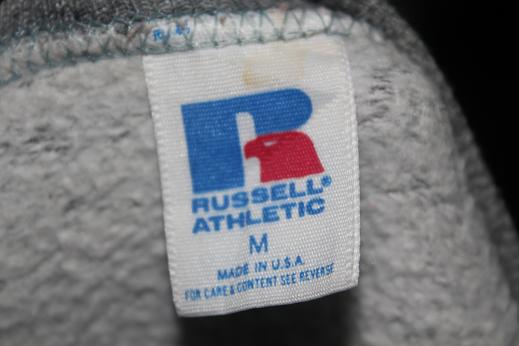 RUSSELL®
ATHLETIC
M
MADE IN U.S.A.
FOR CARE & CONTENT SEE REVERSE